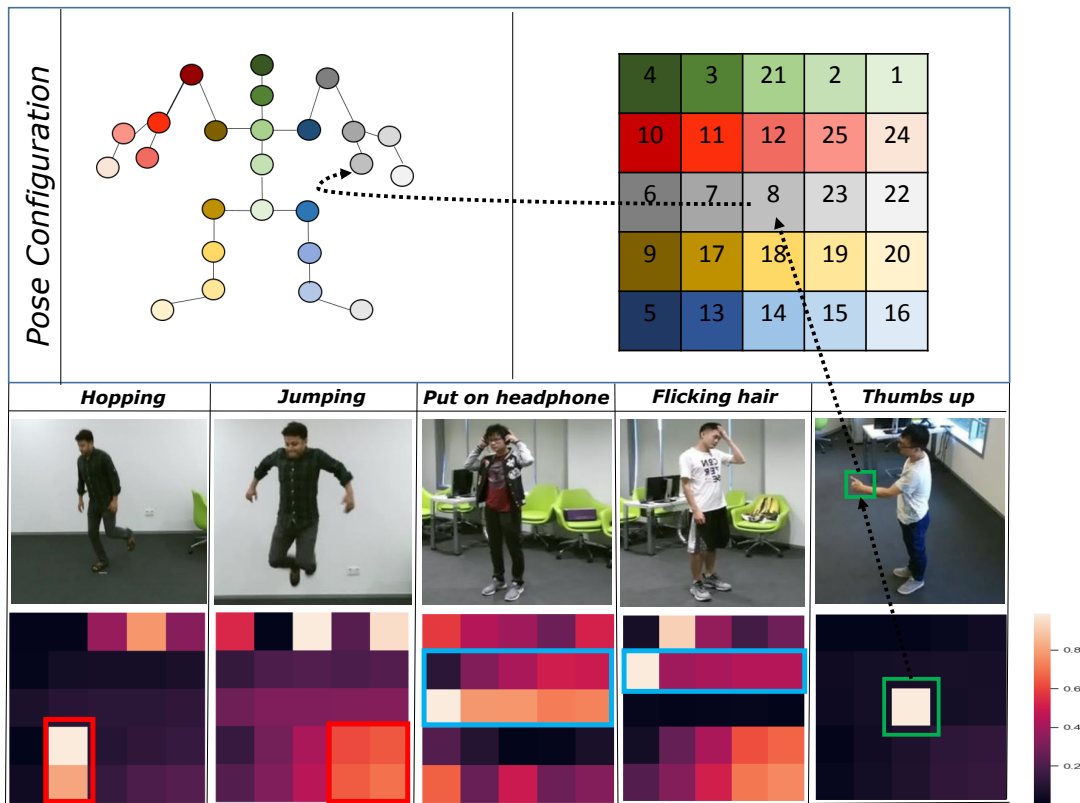 Pose Configuration
4 3 21 2 1
10 11 12 25 24
6 7 8 23 22
9 17 18 19 20
5 13 14 15 16
Hopping Jumping Put on headphone Flicking hair Thumbs up
0.8
0.6
0.4
0.2